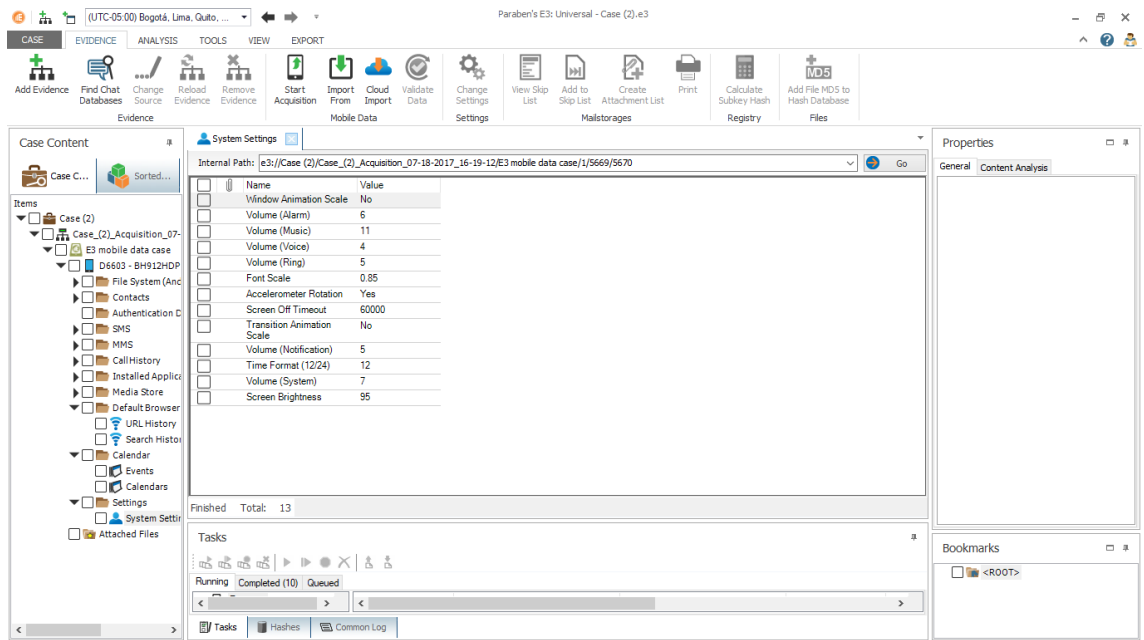 (UTC-05:00) Bogotá, Lima, Quito, ...
Paraben's E3: Universal - Case (2).e3
CASE EVIDENCE ANALYSIS TOOLS VIEW EXPORT
Add Evidence
Find Chat Databases
Change Source
Reload Evidence
Remove Evidence
Start Acquisition
Import From
Cloud Import
Validate Data
Change Settings
View Skip List
Add to Skip List
Create Attachment List
Print
Calculate Subkey Hash
Add File MD5 to Hash Database
Evidence Mobile Data Settings Mailstorages Registry Files
Case Content
Case C... Sorted...
Items
Case (2)
Case_(2)_Acquisition_07-
E3 mobile data case
D6603 - BH912HDP
File System (Anc
Contacts
Authentication D
SMS
MMS
CallHistory
Installed Applica
Media Store
Default Browser
URL History
Search Histor
Calendar
Events
Calendars
Settings
System Settin
Attached Files
System Settings
Internal Path: e3://Case (2)/Case_(2)_Acquisition_07-18-2017_16-19-12/E3 mobile data case/1/5669/5670 Go
Name Value
Window Animation Scale No
Volume (Alarm) 6
Volume (Music) 11
Volume (Voice) 4
Volume (Ring) 5
Font Scale 0.85
Accelerometer Rotation Yes
Screen Off Timeout 60000
Transition Animation Scale No
Volume (Notification) 5
Time Format (12/24) 12
Volume (System) 7
Screen Brightness 95
Finished Total: 13
Tasks
Running Completed (10) Queued
Tasks Hashes Common Log
Properties
General Content Analysis
Bookmarks
<ROOT>